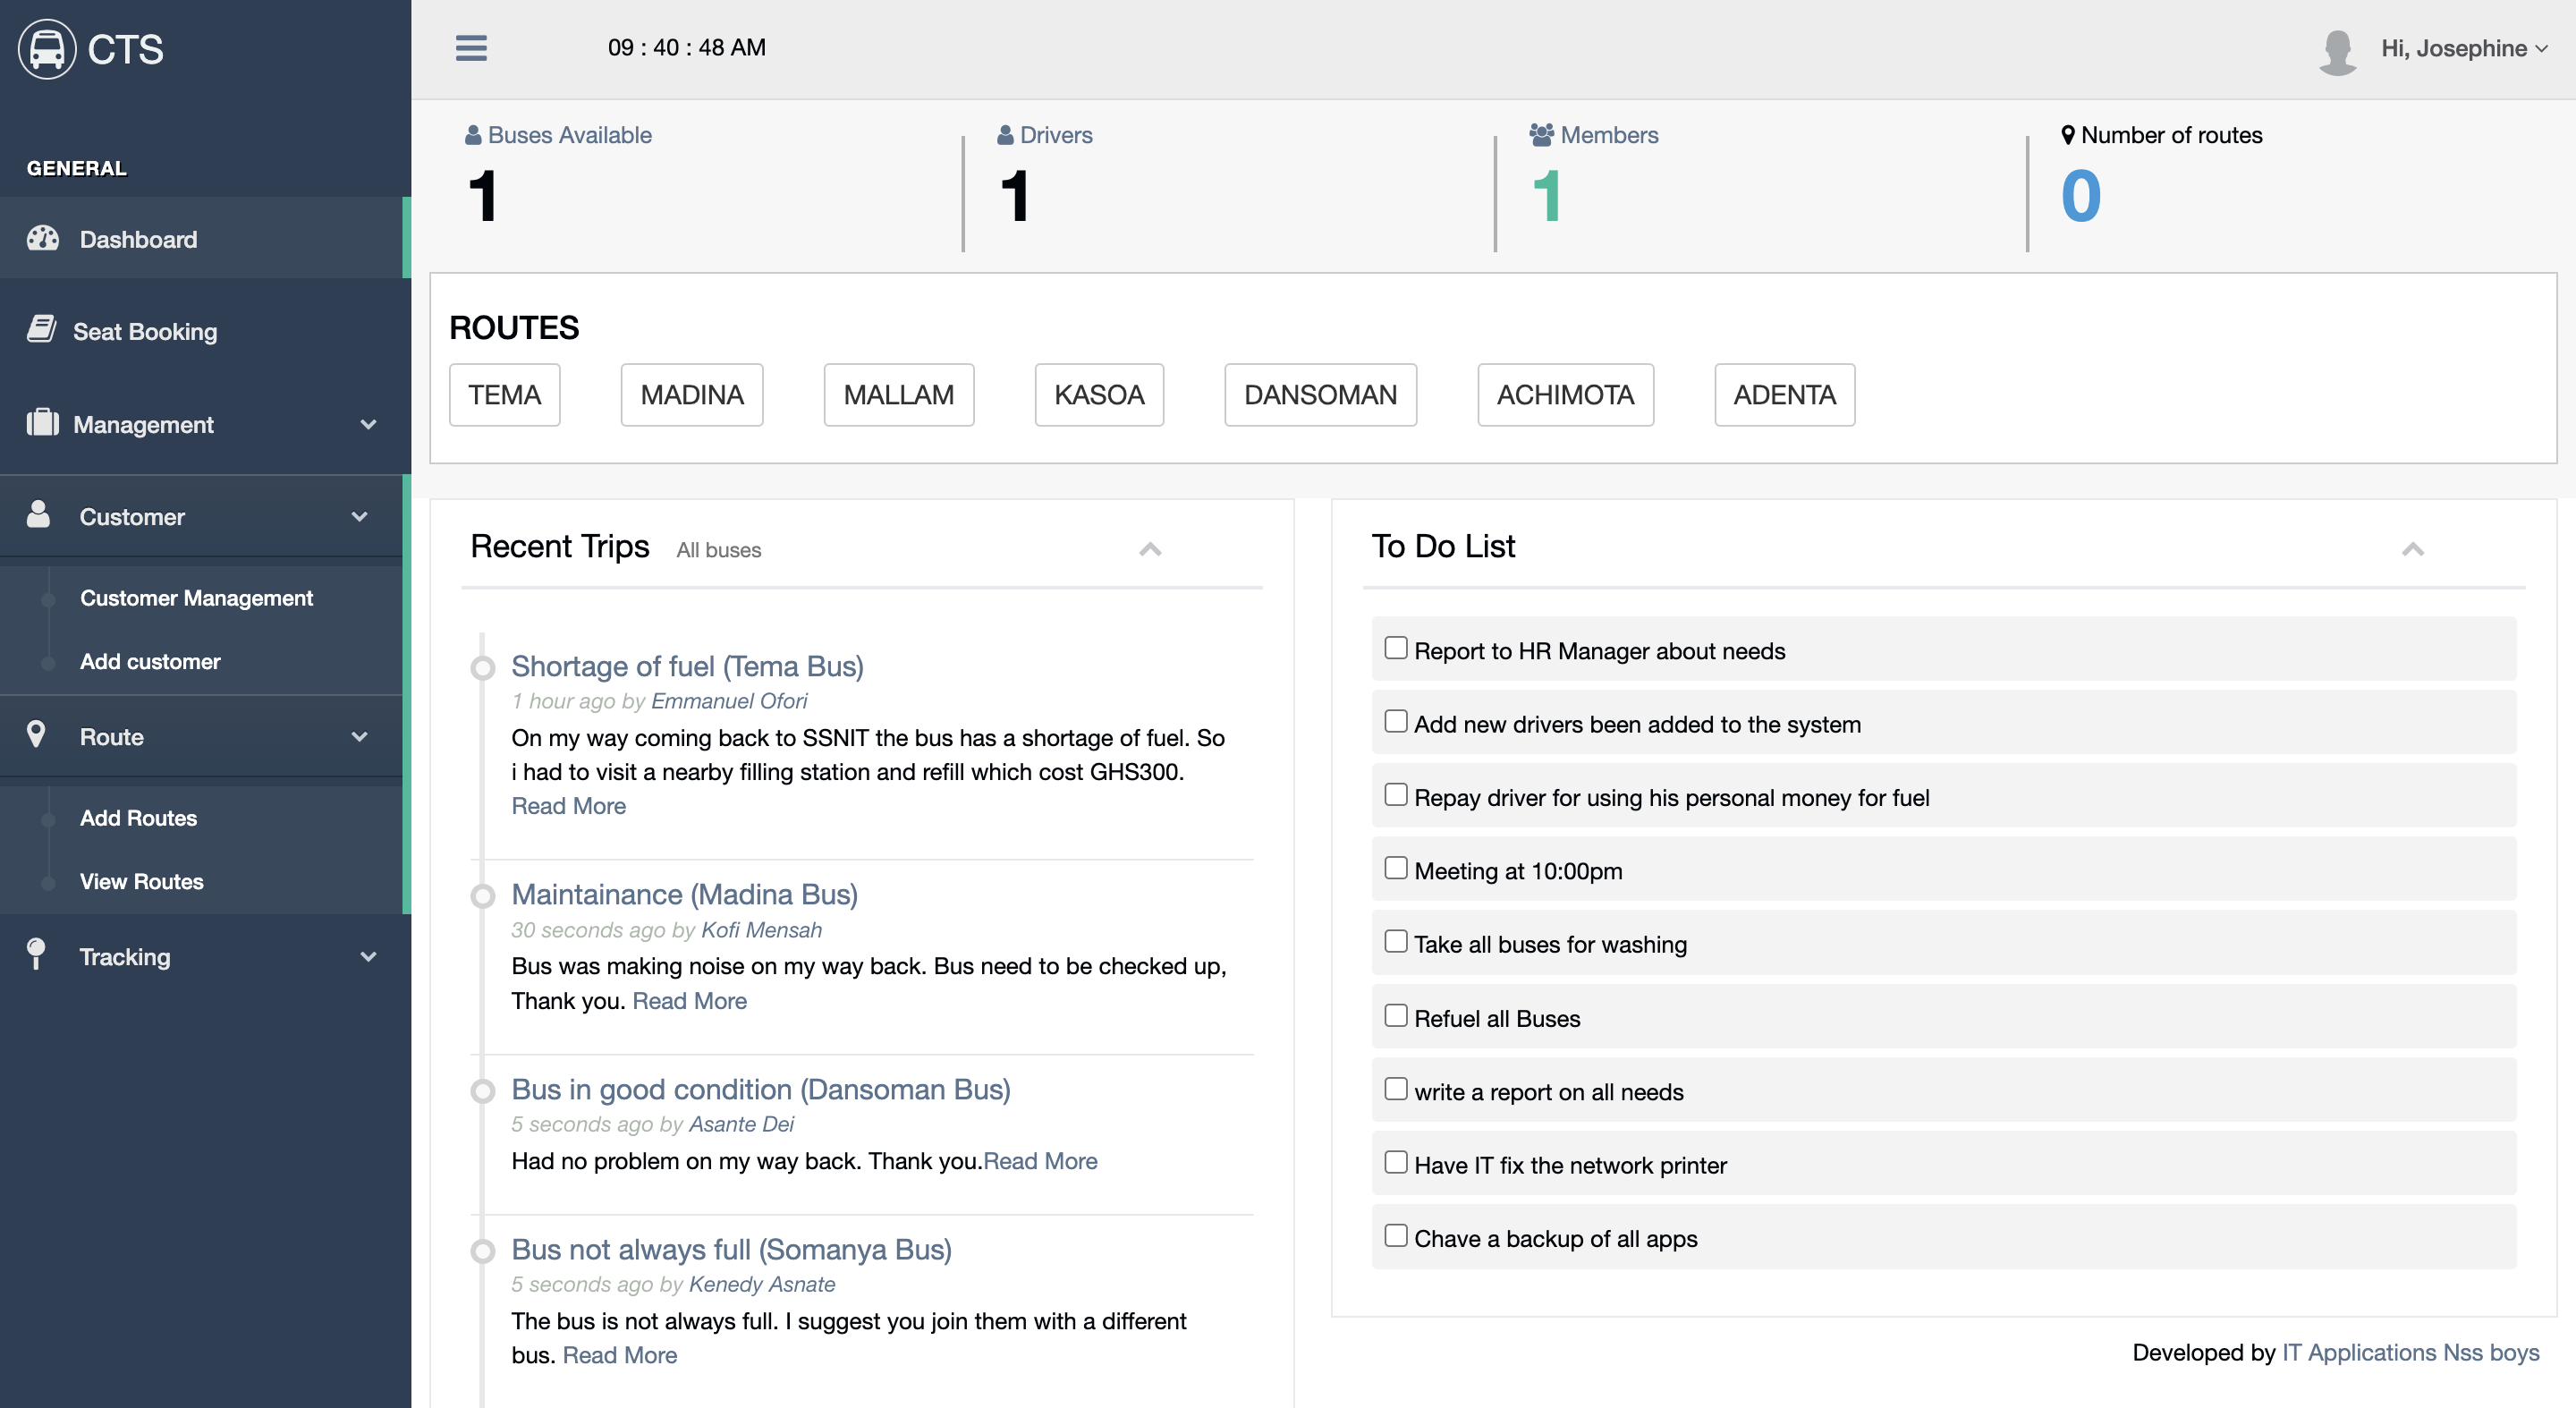 CTS
09 : 40 : 48 AM
Hi, Josephine
GENERAL
Dashboard
Seat Booking
Management
Customer
Customer Management
Add customer
Route
Add Routes
View Routes
Tracking
Buses Available
1
Drivers
1
Members
1
Number of routes
0
ROUTES
TEMA MADINA MALLAM KASOA DANSOMAN ACHIMOTA ADENTA
Recent Trips All buses
Shortage of fuel (Tema Bus)
1 hour ago by Emmanuel Ofori
On my way coming back to SSNIT the bus has a shortage of fuel. So
i had to visit a nearby filling station and refill which cost GHS300.
Read More
Maintainance (Madina Bus)
30 seconds ago by Kofi Mensah
Bus was making noise on my way back. Bus need to be checked up,
Thank you. Read More
Bus in good condition (Dansoman Bus)
5 seconds ago by Asante Dei
Had no problem on my way back. Thank you.Read More
Bus not always full (Somanya Bus)
5 seconds ago by Kenedy Asnate
The bus is not always full. I suggest you join them with a different
bus. Read More
To Do List
Report to HR Manager about needs
Add new drivers been added to the system
Repay driver for using his personal money for fuel
Meeting at 10:00pm
Take all buses for washing
Refuel all Buses
write a report on all needs
Have IT fix the network printer
Chave a backup of all apps
Developed by IT Applications Nss boys